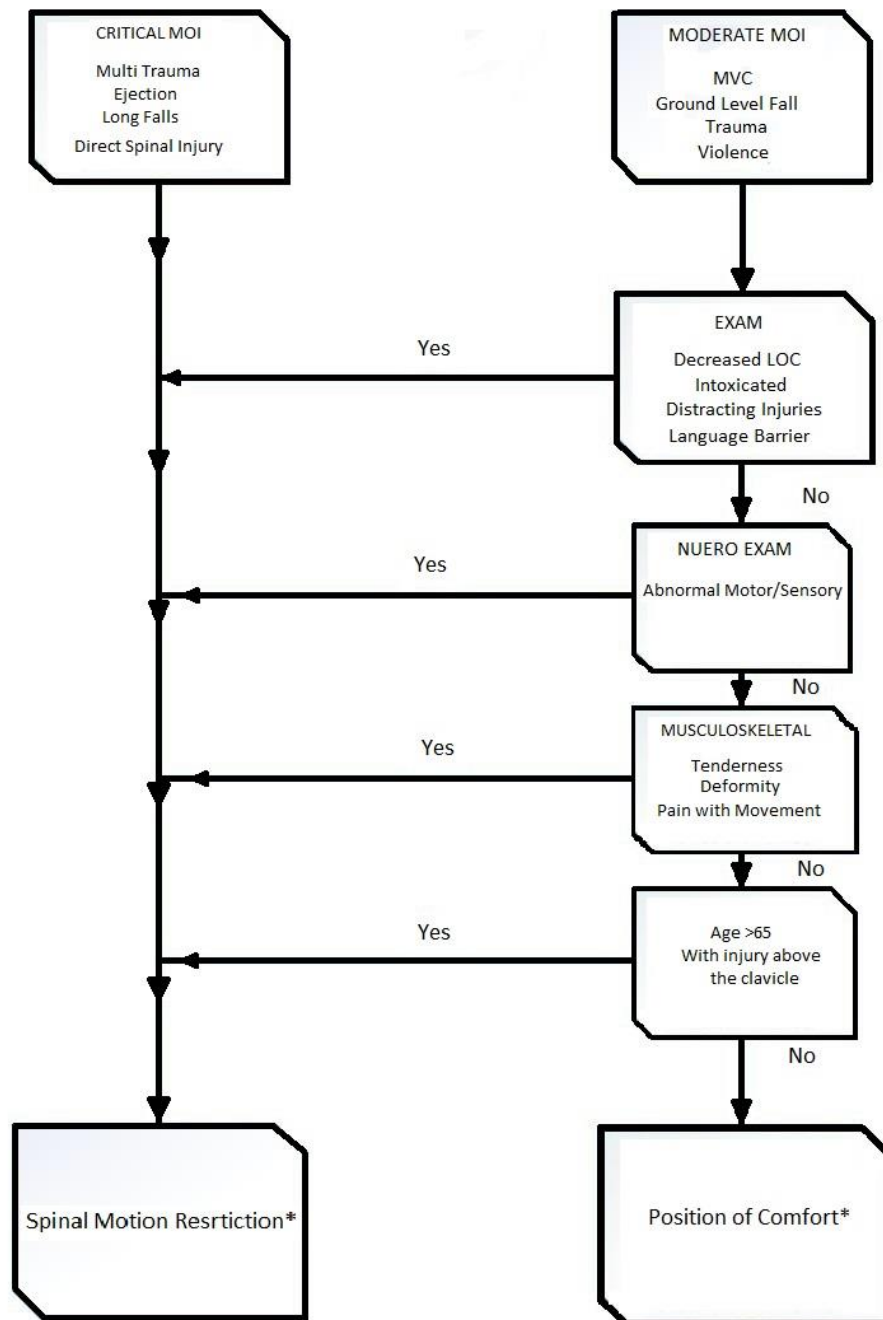 CRITICAL MOI
Multi Trauma
Ejection
Long Falls
Direct Spinal Injury
MODERATE MOI
MVC
Ground Level Fall
Trauma
Violence
EXAM
Decreased LOC
Intoxicated
Distracting Injuries
Language Barrier
Yes
No
NUERO EXAM
Abnormal Motor/Sensory
Yes
No
MUSCULOSKELETAL
Tenderness
Deformity
Pain with Movement
Yes
No
Age >65
With injury above
the clavicle
Yes
No
Spinal Motion Resrtiction*
Position of Comfort*